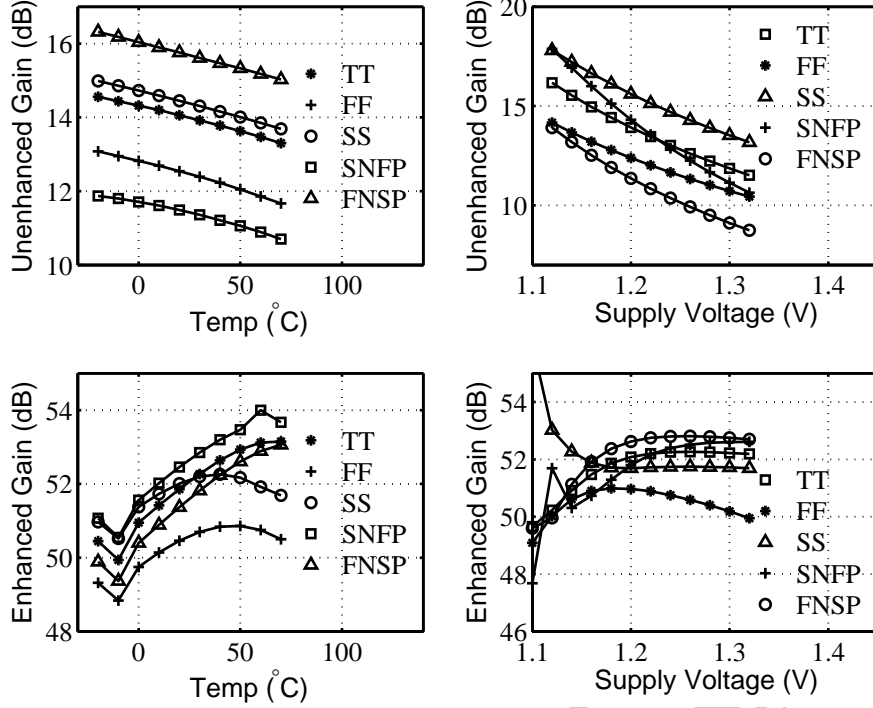 Unenhanced Gain (dB)
16
14
12
10
0
50
100
Temp (°C)
TT
FF
SS
SNFP
FNSP
Unenhanced Gain (dB)
20
15
10
1.1
1.2
1.3
1.4
Supply Voltage (V)
TT
FF
SS
SNFP
FNSP
Enhanced Gain (dB)
54
52
50
48
0
50
100
Temp (°C)
TT
FF
SS
SNFP
FNSP
Enhanced Gain (dB)
54
52
50
48
46
1.1
1.2
1.3
1.4
Supply Voltage (V)
TT
FF
SS
SNFP
FNSP